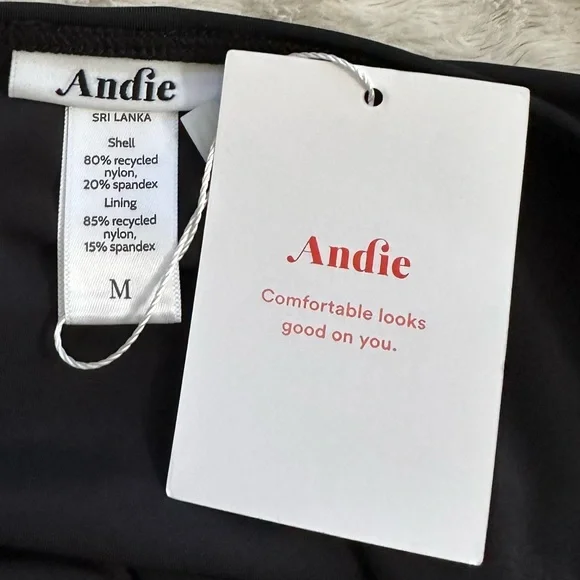 Andie
SRI LANKA
Shell
80% recycled
nylon,
20% spandex
Lining
85% recycled
nylon,
15% spandex
M
Andie
Comfortable looks
good on you.